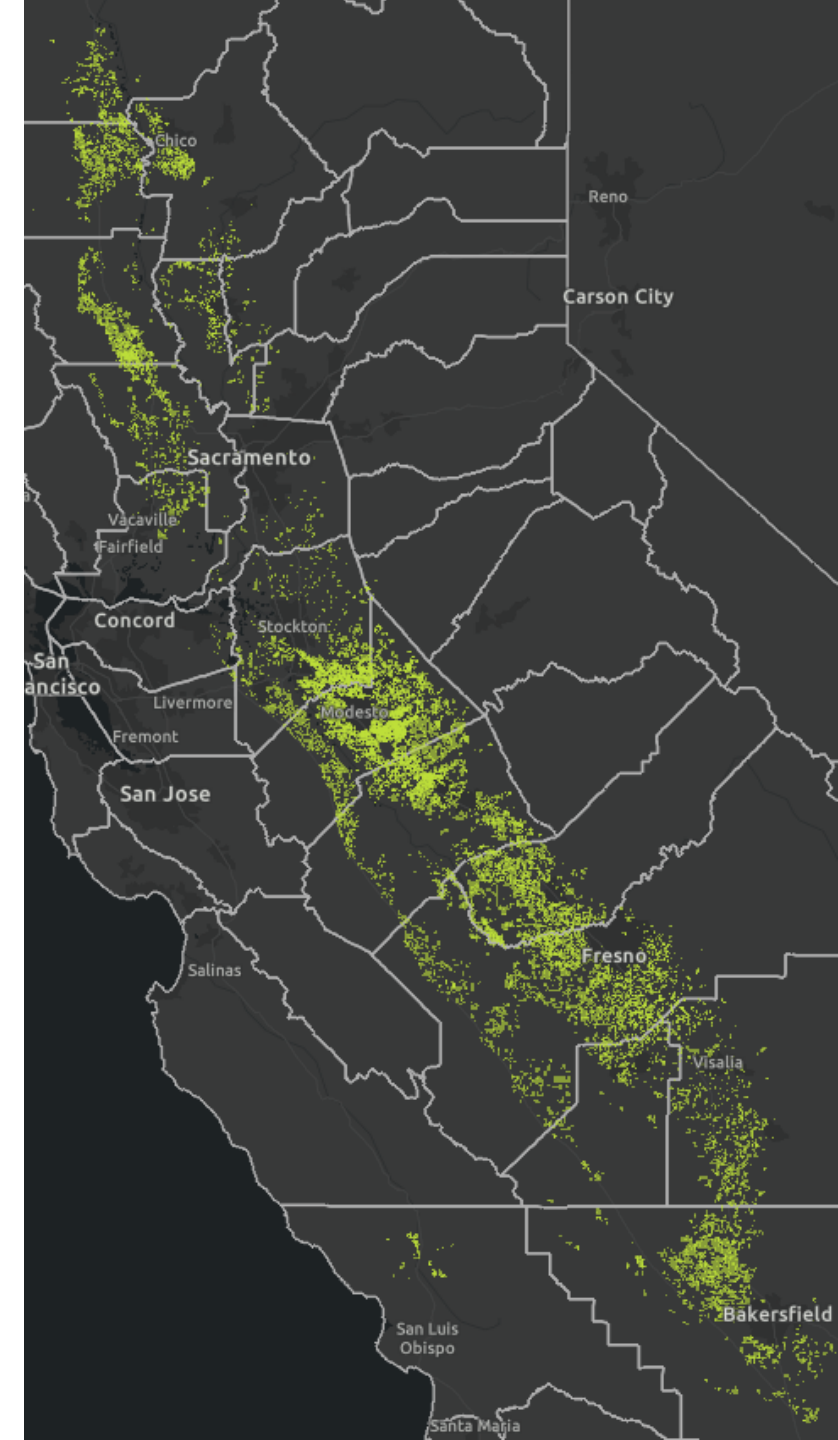 Chico
Reno
Carson City
Sacramento
Vacaville
Fairfield
Concord
Stockton
San
ancisco
Livermore
Modesto
Fremont
San Jose
Fresno
Salinas
Visalia
Bakersfield
San Luis
Obispo
Santa Maria